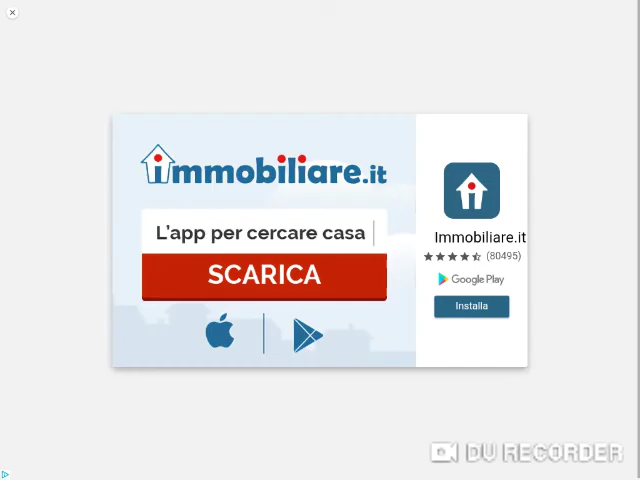 immobiliare.it
L'app per cercare casa
SCARICA
Immobiliare.it
(80495)
Google Play
Installa
DU RECORDER